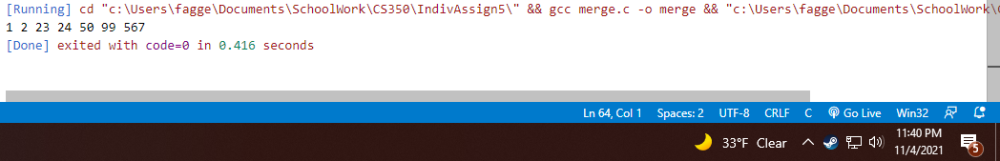 [Running] cd "c:\Users\fagge\Documents\SchoolWork\CS350\IndivAssign5\" && gcc merge.c -o merge && "c:\Users\fagge\Documents\SchoolWork\
1 2 23 24 50 99 567
[Done] exited with code=0 in 0.416 seconds
Ln 64, Col 1 Spaces: 2 UTF-8 CRLF C Go Live Win32
33°F Clear
11:40 PM
11/4/2021
5